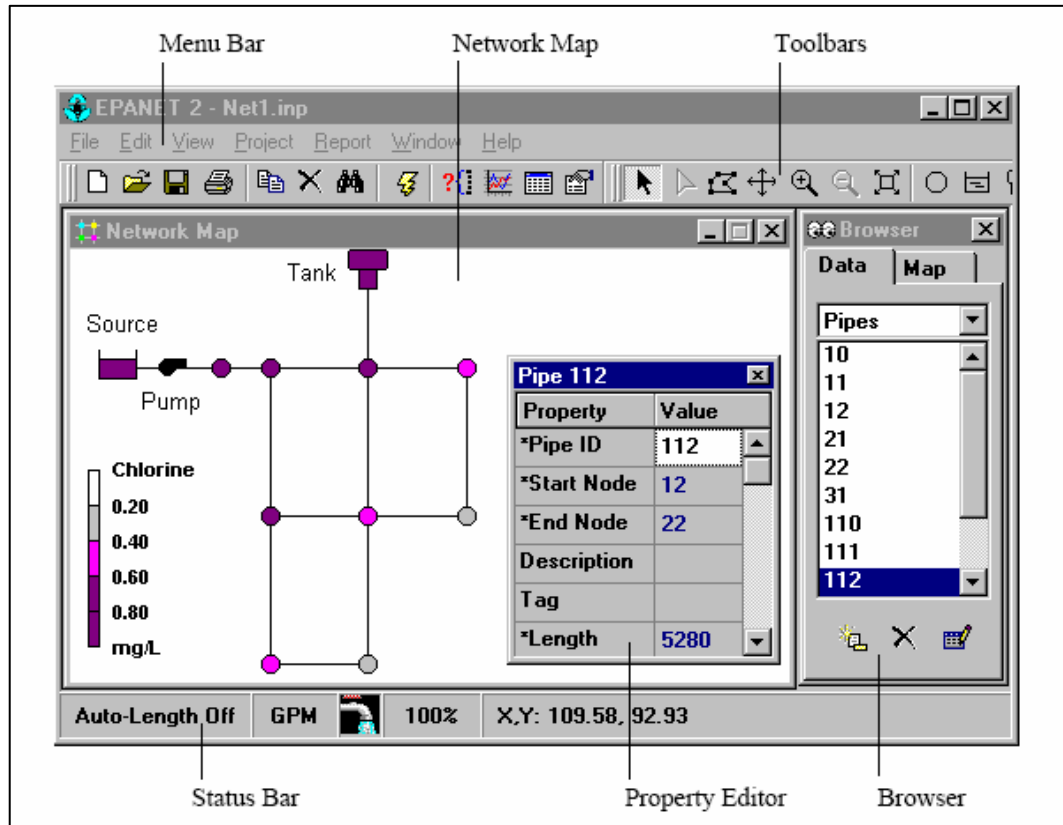 Menu Bar Network Map Toolbars
EPANET 2 - Net1.inp
File Edit View Project Report Window Help
Network Map
Tank
Source
Pump
Chlorine
0.20
0.40
0.60
0.80
mg/L
Pipe 112
Property Value
*Pipe ID 112
*Start Node 12
*End Node 22
Description
Tag
*Length 5280
Browser
Data Map
Pipes
10
11
12
21
22
31
110
111
112
Auto-Length Off GPM 100% X,Y: 109.58, 92.93
Status Bar Property Editor Browser